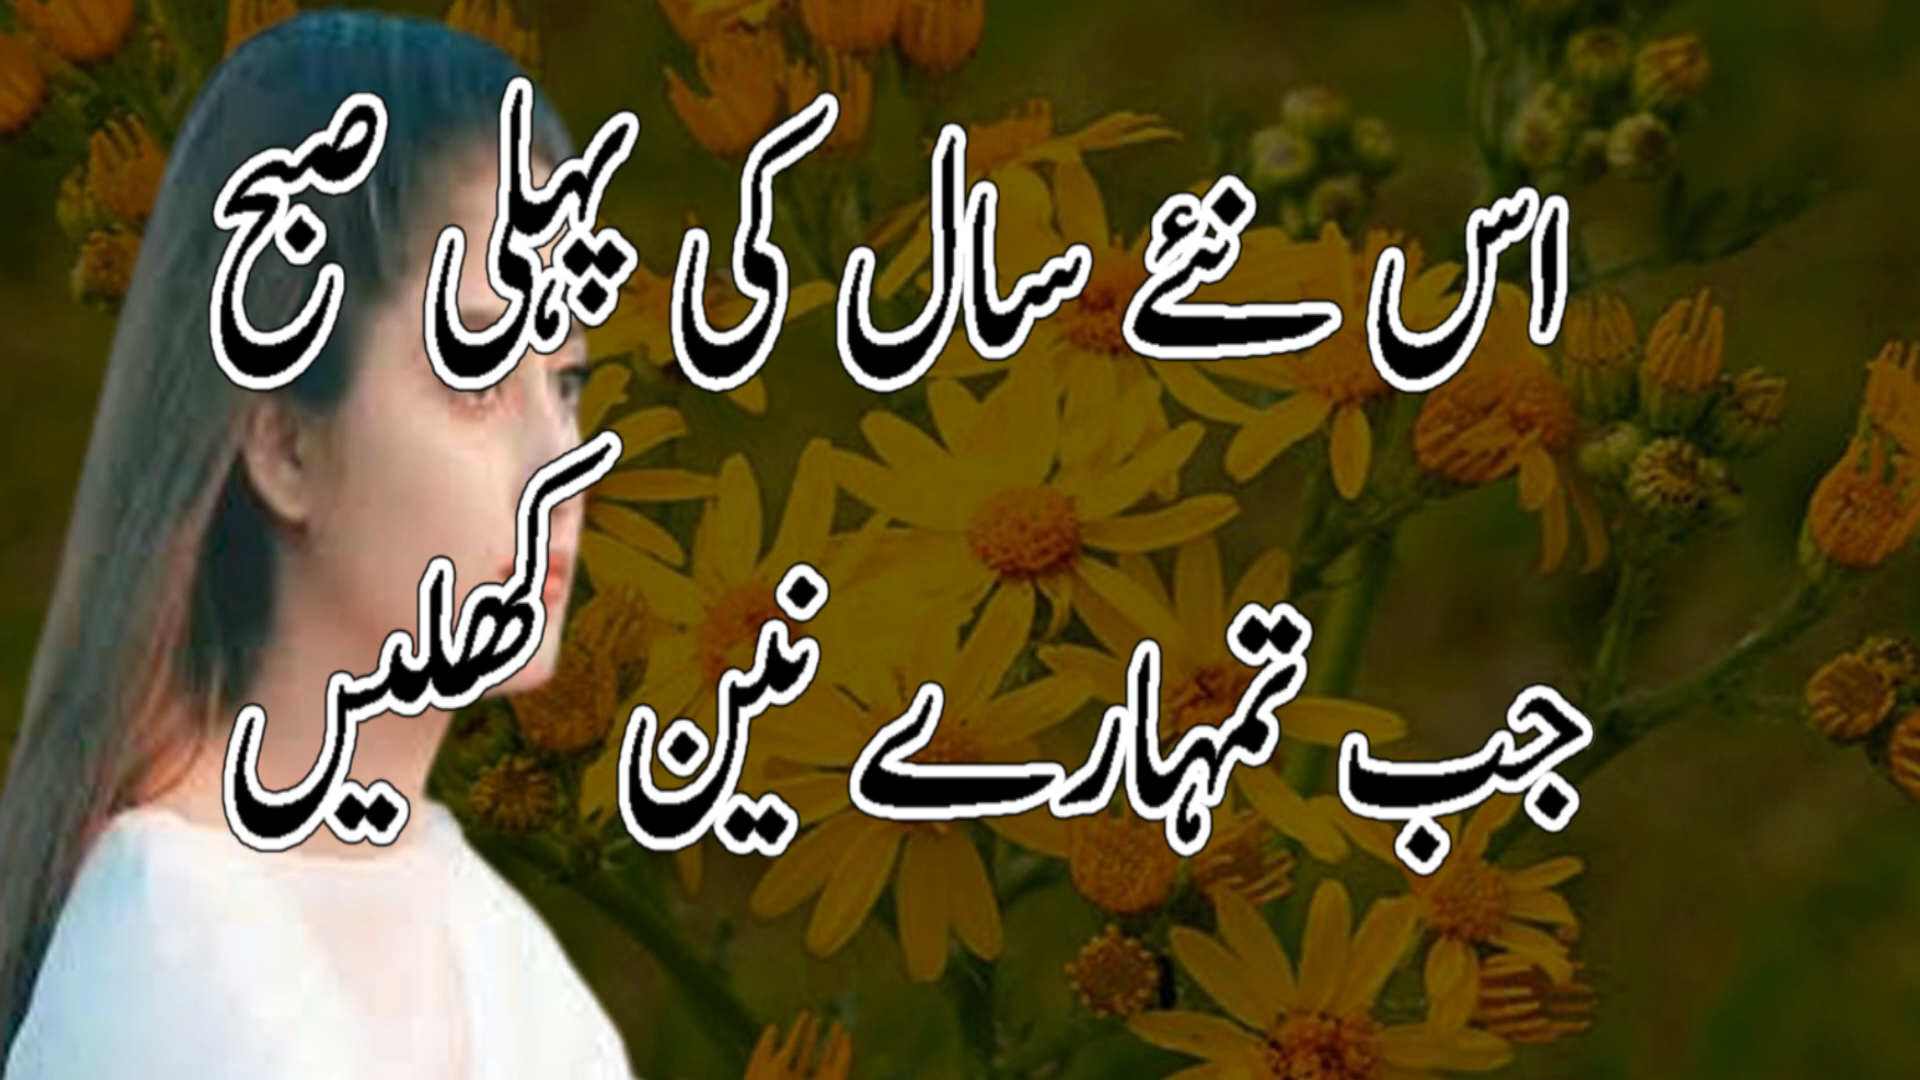 اس نئے سال کی پہلی صبح
جب تمہارے نین کھلیں